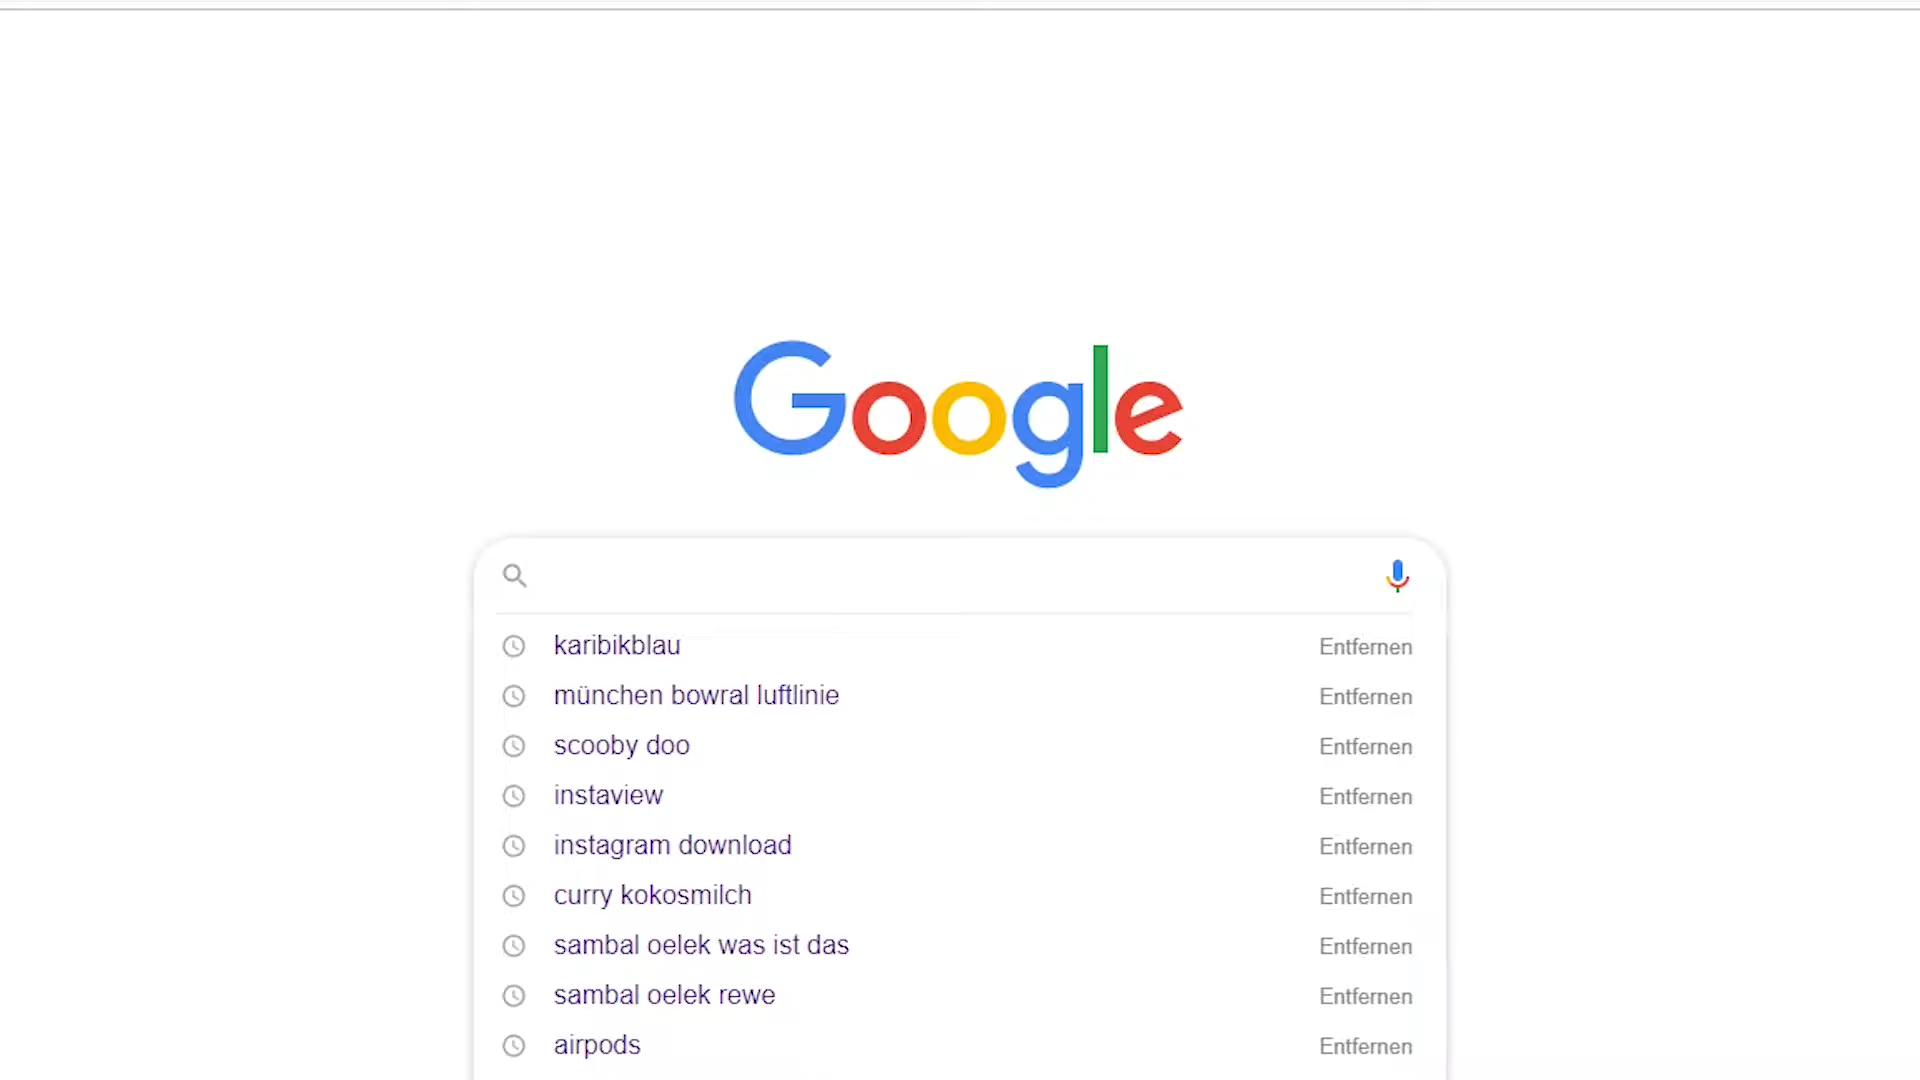 Google
karibikblau Entfernen
münchen bowral luftlinie Entfernen
scooby doo Entfernen
instaview Entfernen
instagram download Entfernen
curry kokosmilch Entfernen
sambal oelek was ist das Entfernen
sambal oelek rewe Entfernen
airpods Entfernen